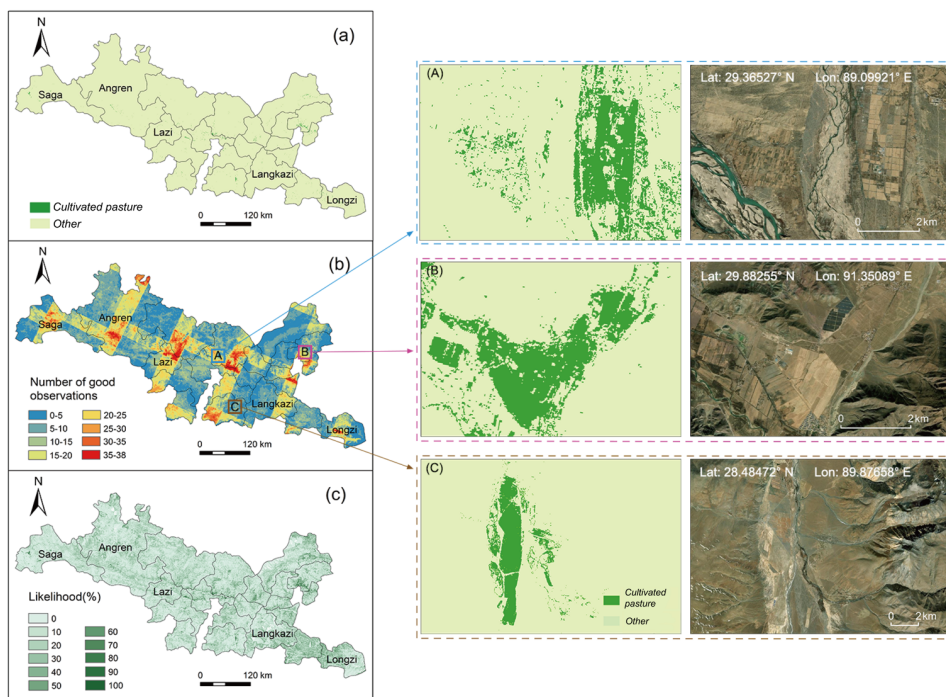 N
(a)
Saga
Angren
Lazi
Langkazi
Longzi
Cultivated pasture
Other
0 120 km
N
(b)
Saga
Angren
Lazi
A
B
C
Langkazi
Longzi
Number of good
observations
0-5 20-25
5-10 25-30
10-15 30-35
15-20 35-38
0 120 km
N
(c)
Saga
Angren
Lazi
Langkazi
Longzi
Likelihood(%)
0
10 60
20 70
30 80
40 90
50 100
0 120 km
(A)
Lat: 29.36527° N Lon: 89.09921° E
0 2km
(B)
Lat: 29.88255° N Lon: 91.35089° E
0 2km
(C)
Cultivated
pasture
Other
Lat: 28.48472° N Lon: 89.87658° E
0 2km